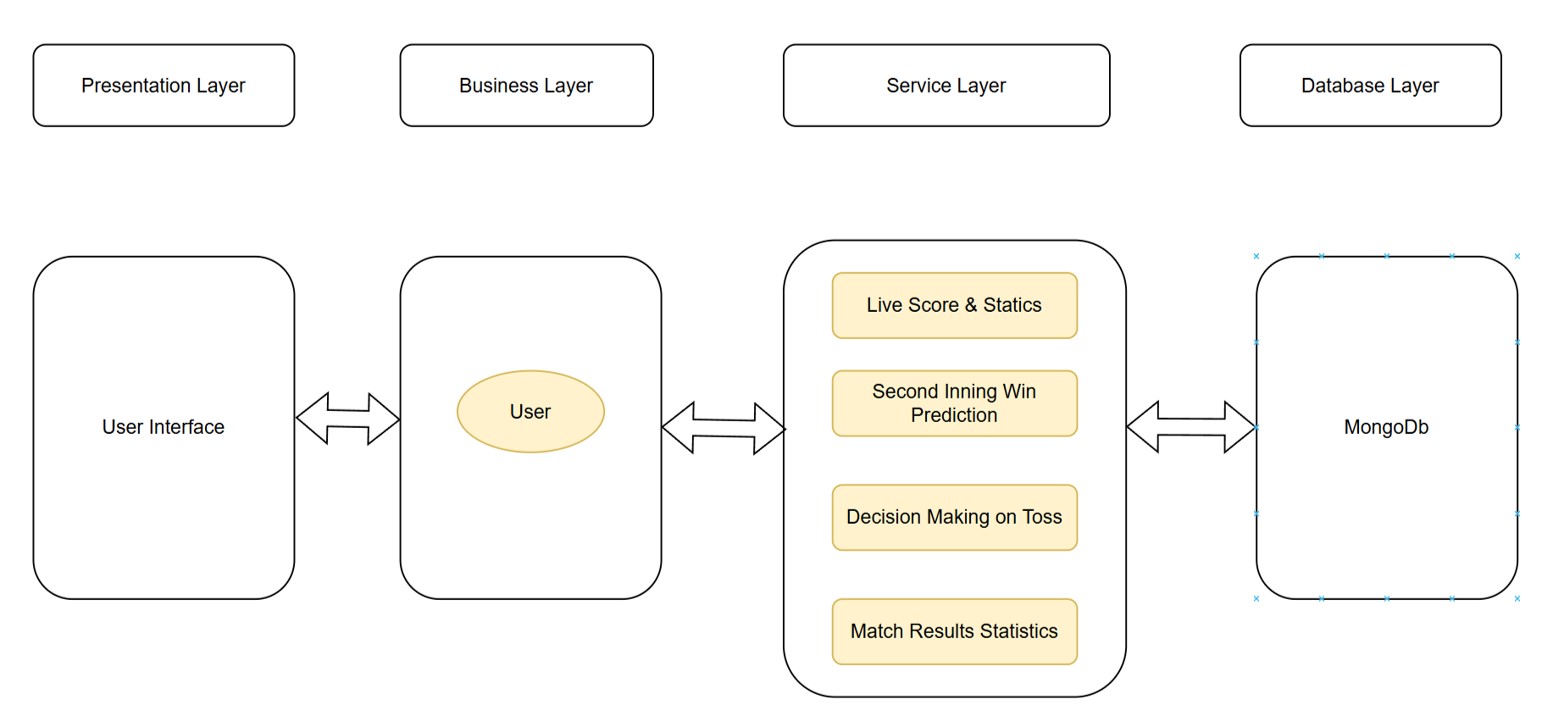 Presentation Layer
Business Layer
Service Layer
Database Layer
User Interface
User
Live Score & Statics
Second Inning Win
Prediction
Decision Making on Toss
Match Results Statistics
MongoDb